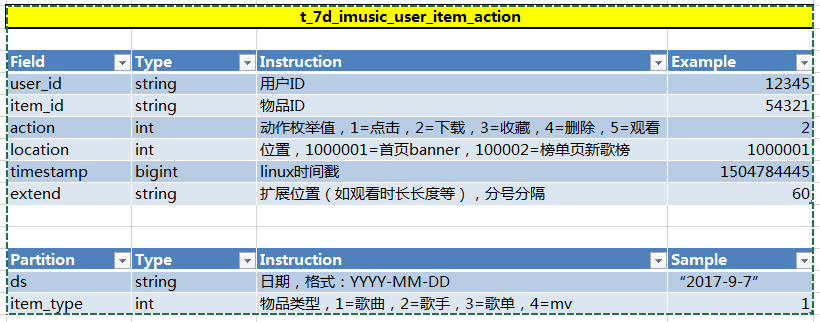 t_7d_imusic_user_item_action
Field Type Instruction Example
user_id string 用户ID 12345
item_id string 物品ID 54321
action int 动作枚举值，1=点击，2=下载，3=收藏，4=删除，5=观看 2
location int 位置，1000001=首页banner，100002=榜单页新歌榜 1000001
timestamp bigint linux时间戳 1504784445
extend string 扩展位置（如观看时长长度等），分号分隔 60
Partition Type Instruction Sample
ds string 日期，格式：YYYY-MM-DD “2017-9-7”
item_type int 物品类型，1=歌曲，2=歌手，3=歌单，4=mv 1